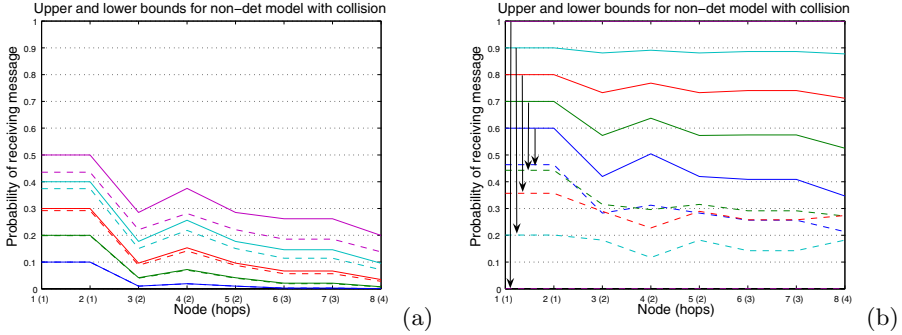 Upper and lower bounds for non−det model with collision
Probability of receiving message
1
0.9
0.8
0.7
0.6
0.5
0.4
0.3
0.2
0.1
0
1 (1) 2 (1) 3 (2) 4 (2) 5 (2) 6 (3) 7 (3) 8 (4)
Node (hops)
(a)
Upper and lower bounds for non−det model with collision
Probability of receiving message
1
0.9
0.8
0.7
0.6
0.5
0.4
0.3
0.2
0.1
0
1 (1) 2 (1) 3 (2) 4 (2) 5 (2) 6 (3) 7 (3) 8 (4)
Node (hops)
(b)